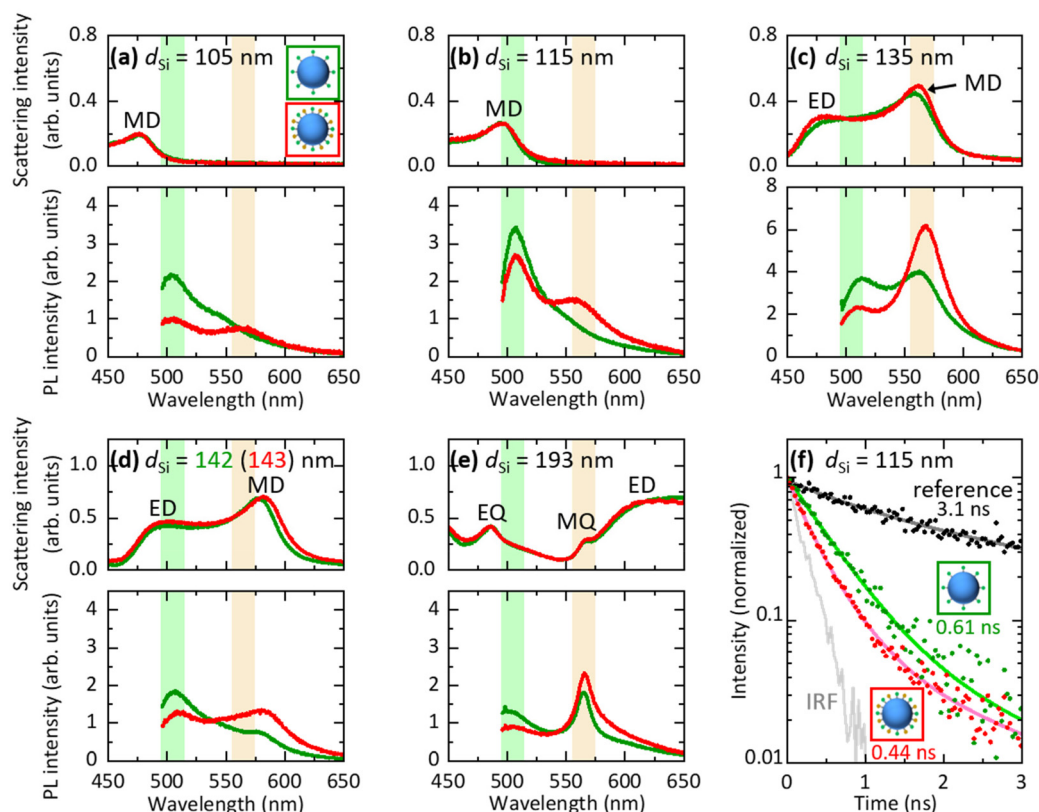 (a) d_Si = 105 nm
Scattering intensity
(arb. units)
0.8
0.4
0.0
MD
PL intensity (arb. units)
4
3
2
1
0
450 500 550 600 650
Wavelength (nm)
(b) d_Si = 115 nm
0.8
0.4
0.0
MD
4
3
2
1
0
450 500 550 600 650
Wavelength (nm)
(c) d_Si = 135 nm
0.8
0.4
0.0
ED
MD
8
6
4
2
0
450 500 550 600 650
Wavelength (nm)
(d) d_Si = 142 (143) nm
Scattering intensity
(arb. units)
1.0
0.5
0.0
ED
MD
PL intensity (arb. units)
4
3
2
1
0
450 500 550 600 650
Wavelength (nm)
(e) d_Si = 193 nm
1.0
0.5
0.0
EQ
MQ
ED
4
3
2
1
0
450 500 550 600 650
Wavelength (nm)
(f) d_Si = 115 nm
Intensity (normalized)
1
0.1
0.01
reference
3.1 ns
0.61 ns
IRF
0.44 ns
0 1 2 3
Time (ns)